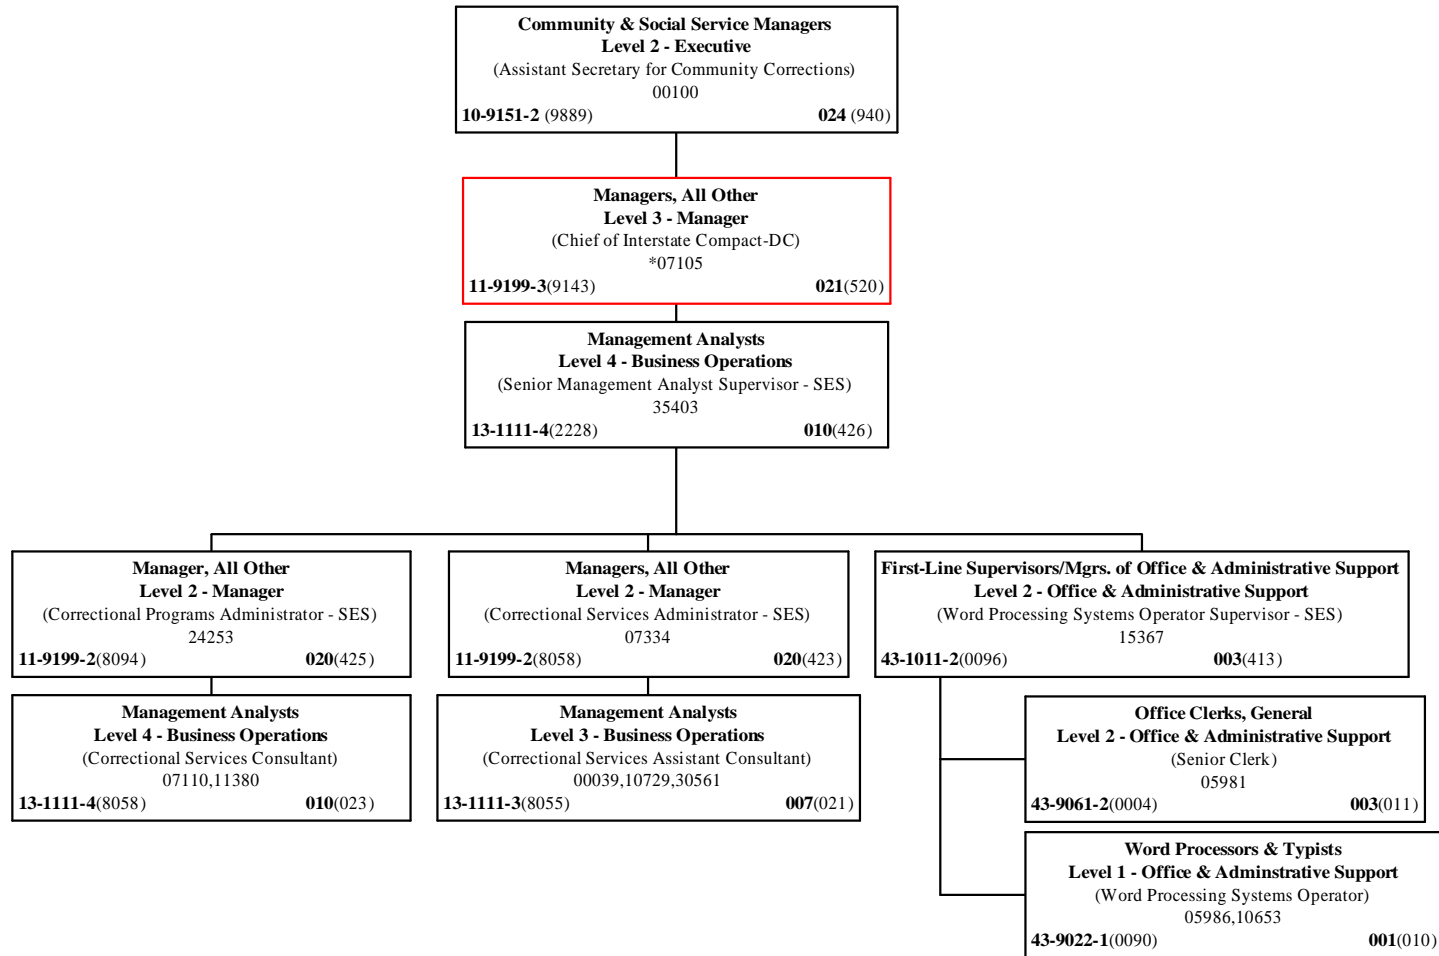 Community & Social Service Managers
Level 2 - Executive
(Assistant Secretary for Community Corrections)
00100
10-9151-2 (9889) 024 (940)
Managers, All Other
Level 3 - Manager
(Chief of Interstate Compact-DC)
*07105
11-9199-3(9143) 021(520)
Management Analysts
Level 4 - Business Operations
(Senior Management Analyst Supervisor - SES)
35403
13-1111-4(2228) 010(426)
Manager, All Other
Level 2 - Manager
(Correctional Programs Administrator - SES)
24253
11-9199-2(8094) 020(425)
Management Analysts
Level 4 - Business Operations
(Correctional Services Consultant)
07110,11380
13-1111-4(8058) 010(023)
Managers, All Other
Level 2 - Manager
(Correctional Services Administrator - SES)
07334
11-9199-2(8058) 020(423)
Management Analysts
Level 3 - Business Operations
(Correctional Services Assistant Consultant)
00039,10729,30561
13-1111-3(8055) 007(021)
First-Line Supervisors/Mgrs. of Office & Administrative Support
Level 2 - Office & Administrative Support
(Word Processing Systems Operator Supervisor - SES)
15367
43-1011-2(0096) 003(413)
Office Clerks, General
Level 2 - Office & Administrative Support
(Senior Clerk)
05981
43-9061-2(0004) 003(011)
Word Processors & Typists
Level 1 - Office & Adminstrative Support
(Word Processing Systems Operator)
05986,10653
43-9022-1(0090) 001(010)